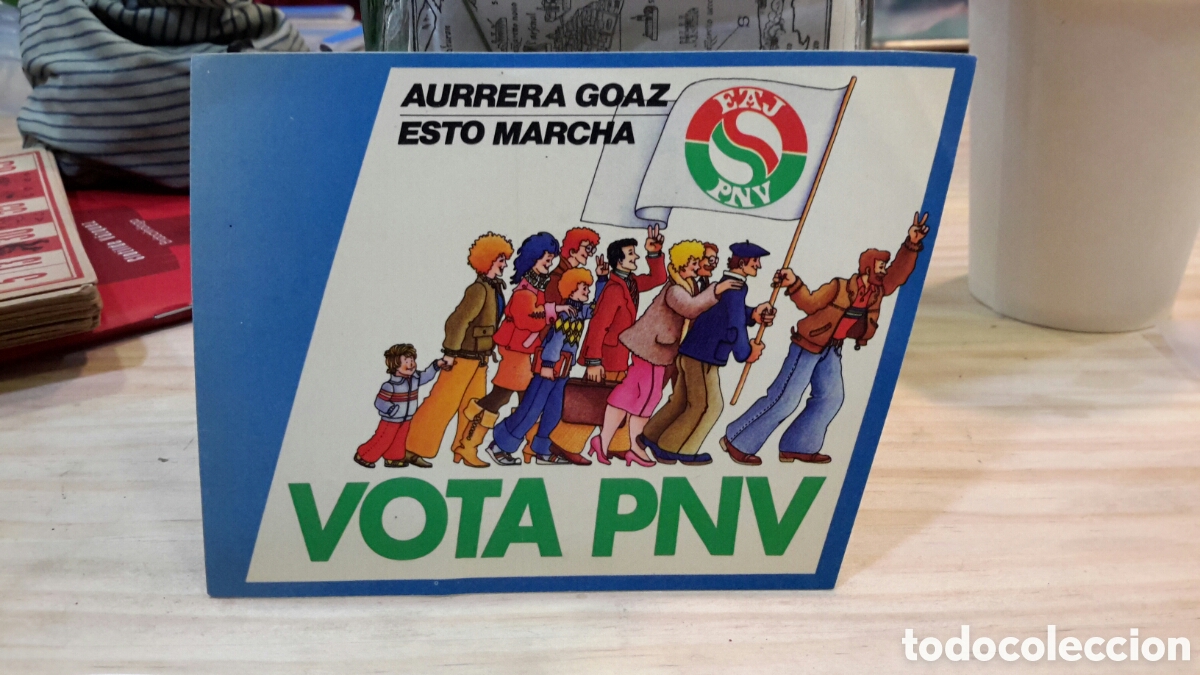 AURRERA GOAZ
ESTO MARCHA
EAJ
PNV
VOTA PNV
todocoleccion